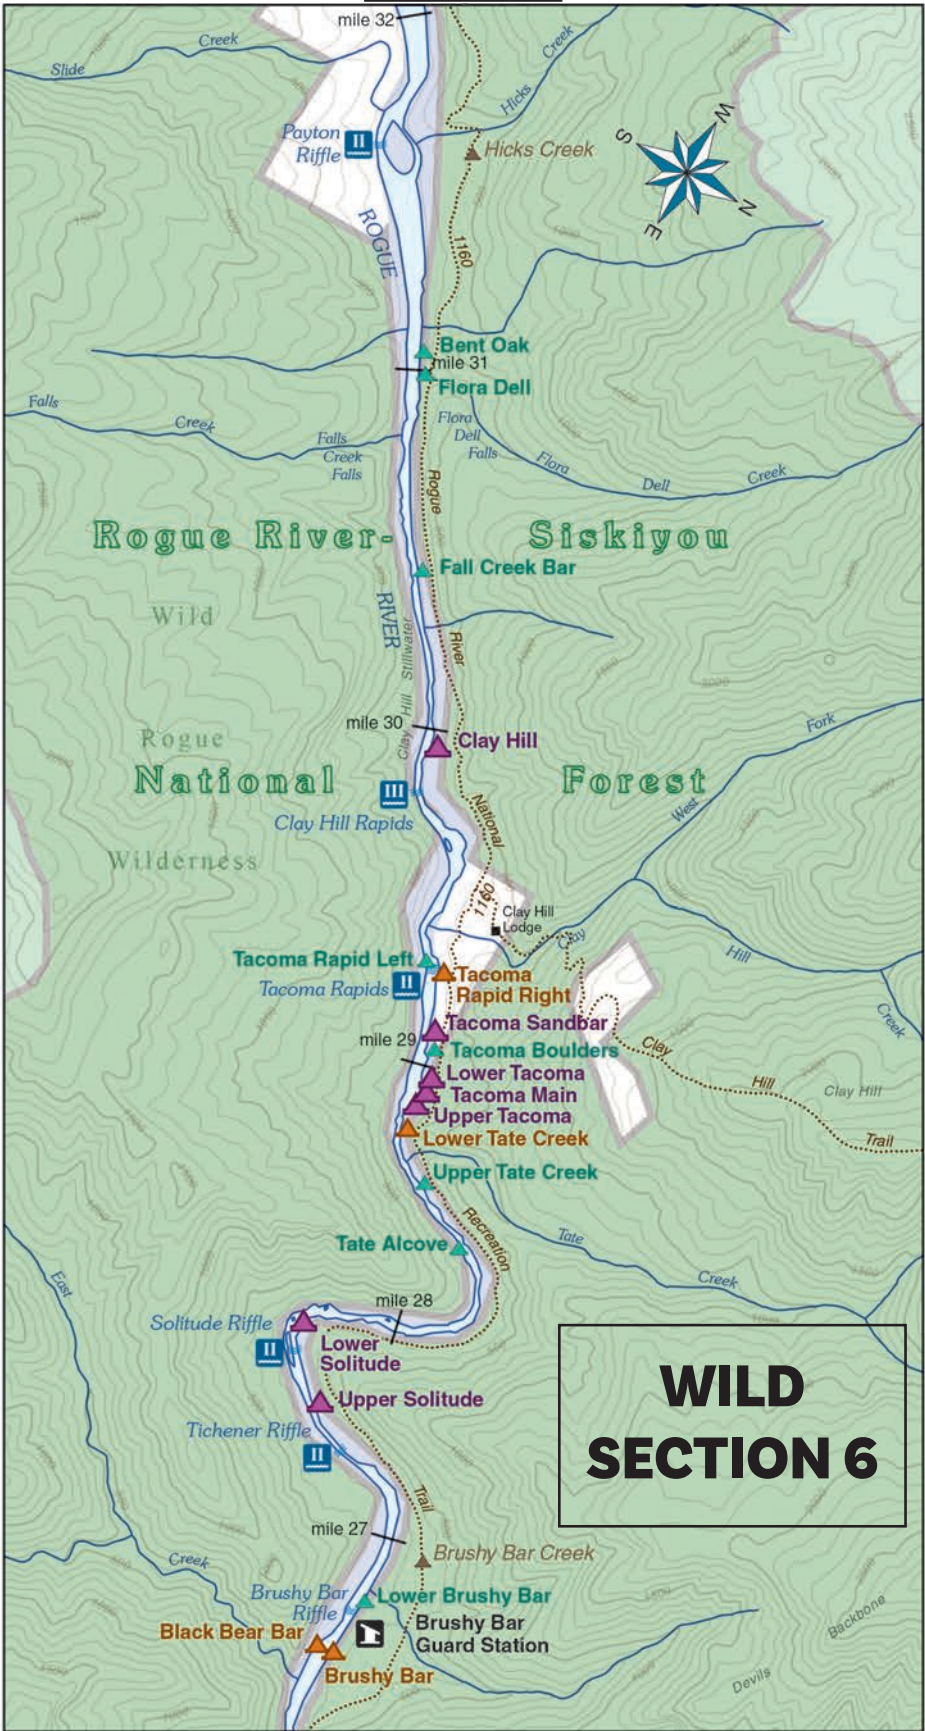 mile 32
Creek
Slide
Creek
Hicks
Payton
Riffle
II
Hicks Creek
W
S
N
E
ROGUE
1160
Bent Oak
mile 31
Flora Dell
Falls
Creek
Falls
Creek
Falls
Flora
Dell
Falls
Flora
Dell
Creek
Rogue
Rogue River-
Siskiyou
Fall Creek Bar
RIVER
Wild
River
Clay Hill Stillwater
mile 30
Clay Hill
Rogue
National
Forest
Fork
West
III
Clay Hill Rapids
National
Wilderness
1160
Clay Hill
Lodge
Clay
Hill
Creek
Tacoma Rapid Left
Tacoma Rapids
II
Tacoma
Rapid Right
Tacoma Sandbar
mile 29
Tacoma Boulders
Lower Tacoma
Tacoma Main
Upper Tacoma
Lower Tate Creek
Clay
Hill
Trail
Clay Hill
Upper Tate Creek
Recreation
Tate Alcove
Tate
Creek
East
mile 28
Solitude Riffle
II
Lower
Solitude
Upper Solitude
Tichener Riffle
II
WILD
SECTION 6
Trail
mile 27
Brushy Bar Creek
Creek
Brushy Bar
Riffle
Lower Brushy Bar
Black Bear Bar
Brushy Bar
Guard Station
Brushy Bar
Devils
Backbone